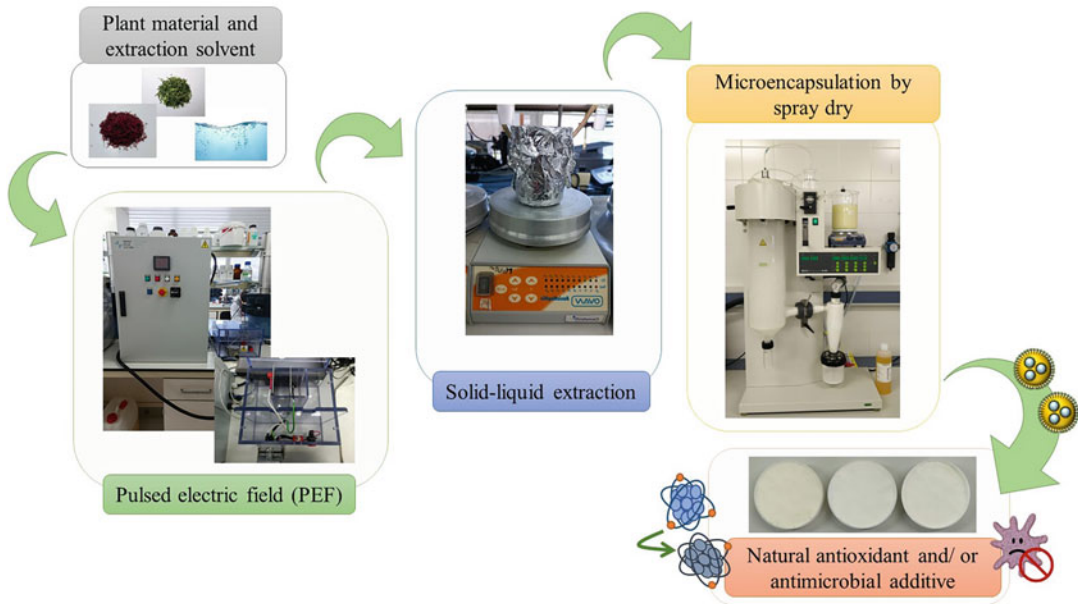 Plant material and
extraction solvent
Pulsed electric field (PEF)
Solid-liquid extraction
Microencapsulation by
spray dry
Natural antioxidant and/ or
antimicrobial additive